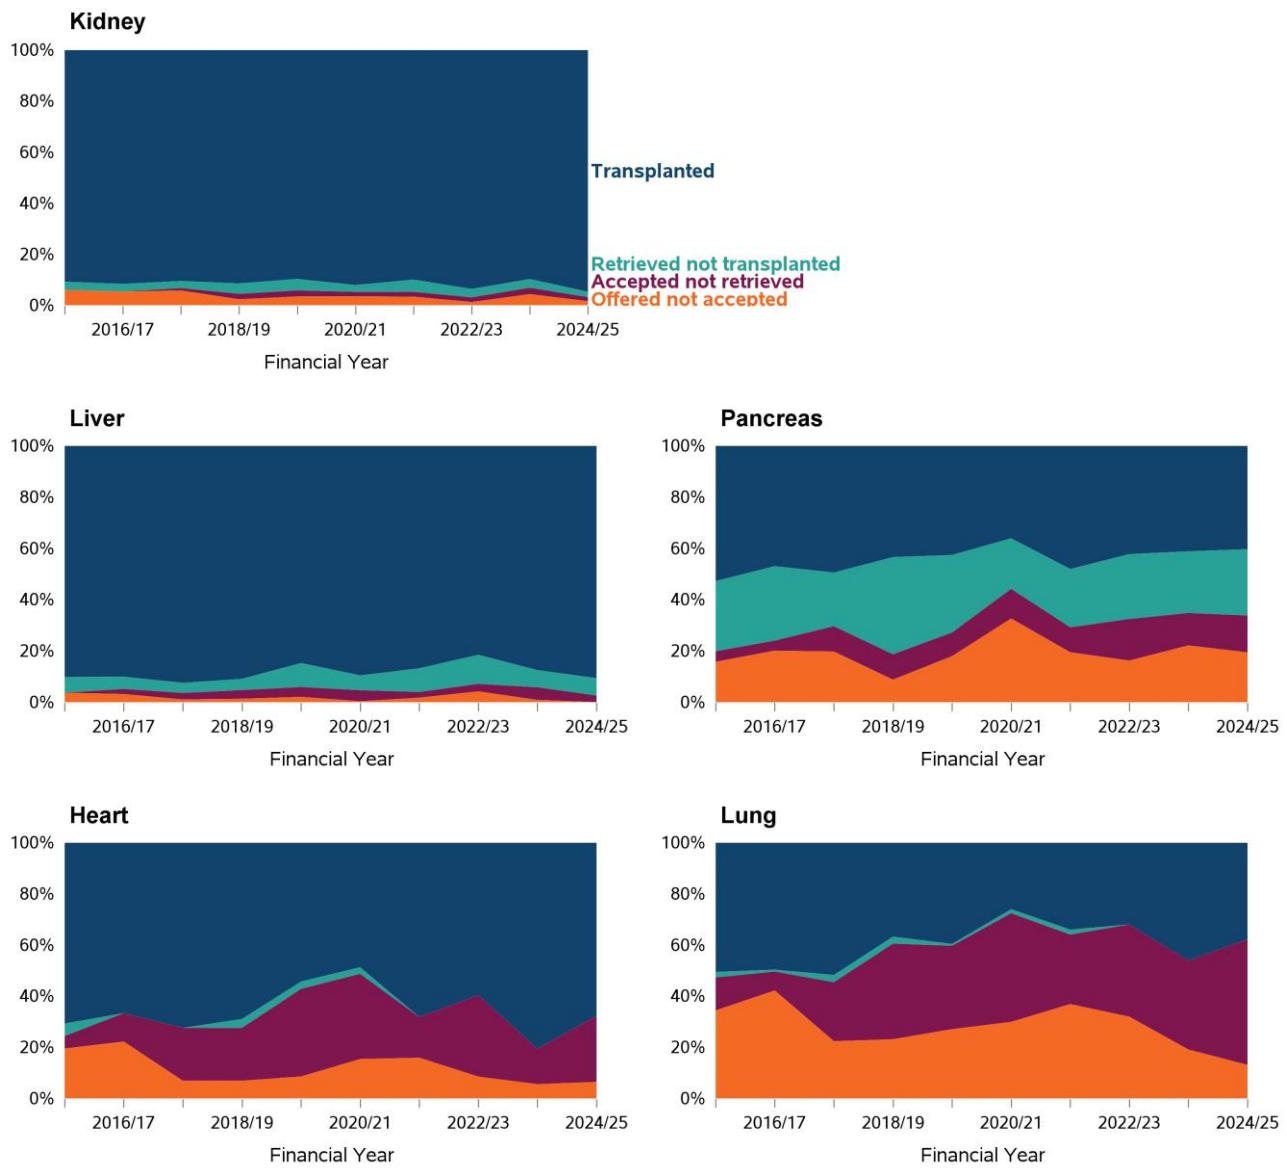 Kidney
100%
80%
60%
40%
20%
0%
Transplanted
Retrieved not transplanted
Accepted not retrieved
Offered not accepted
2016/17 2018/19 2020/21 2022/23 2024/25
Financial Year
Liver
100%
80%
60%
40%
20%
0%
2016/17 2018/19 2020/21 2022/23 2024/25
Financial Year
Pancreas
100%
80%
60%
40%
20%
0%
2016/17 2018/19 2020/21 2022/23 2024/25
Financial Year
Heart
100%
80%
60%
40%
20%
0%
2016/17 2018/19 2020/21 2022/23 2024/25
Financial Year
Lung
100%
80%
60%
40%
20%
0%
2016/17 2018/19 2020/21 2022/23 2024/25
Financial Year